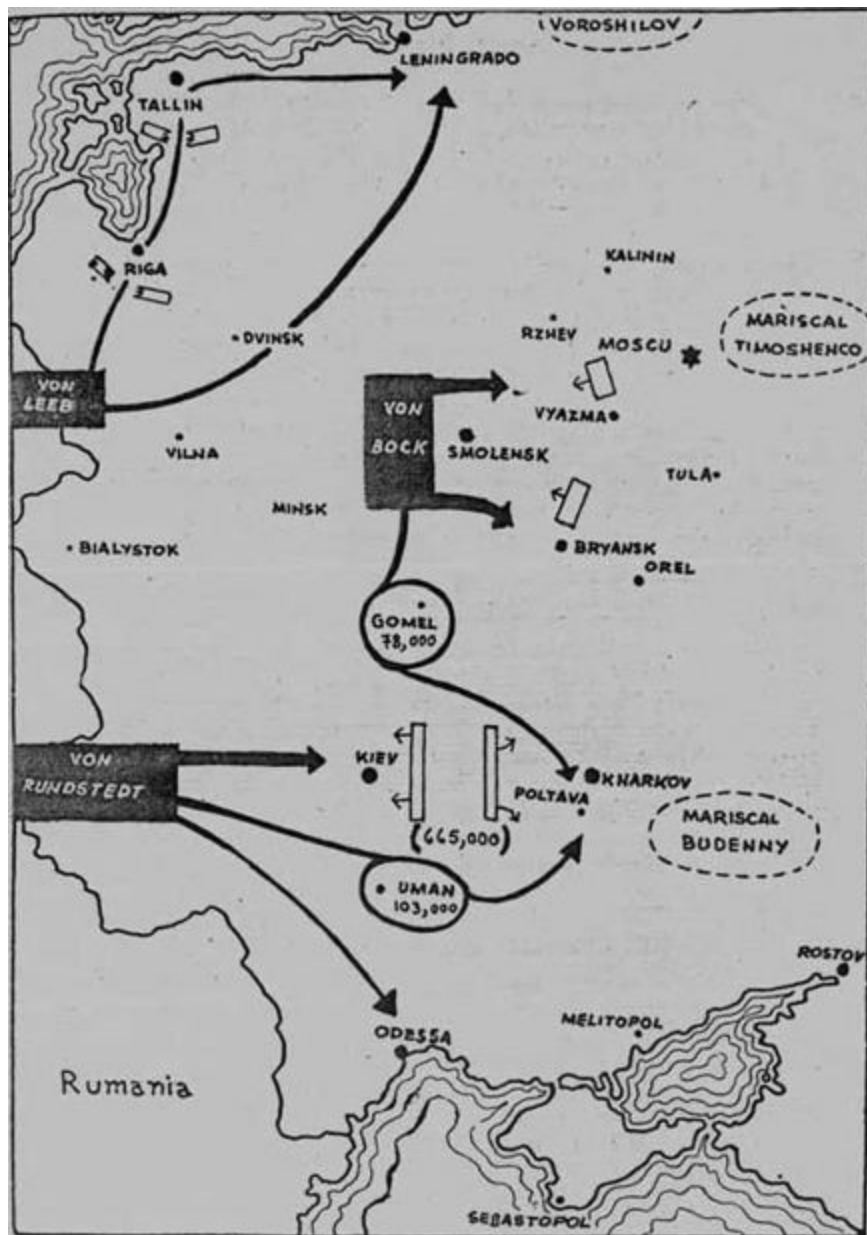 VOROSHILOV
LENINGRADO
TALLIN
RIGA
KALININ
DVINSK
RZHEV
MOSCU
MARISCAL
TIMOSHENCO
VON
LEEB
VON
BOCK
VYAZMA
VILNA
SMOLENSK
TULA
MINSK
BIALYSTOK
BRYANSK
OREL
GOMEL
78,000
VON
RUNDSTEDT
KIEV
KHARKOV
POLTAVA
(665,000)
MARISCAL
BUDENNY
UMAN
103,000
ROSTOV
MELITOPOL
ODESSA
Rumania
SEBASTOPOL